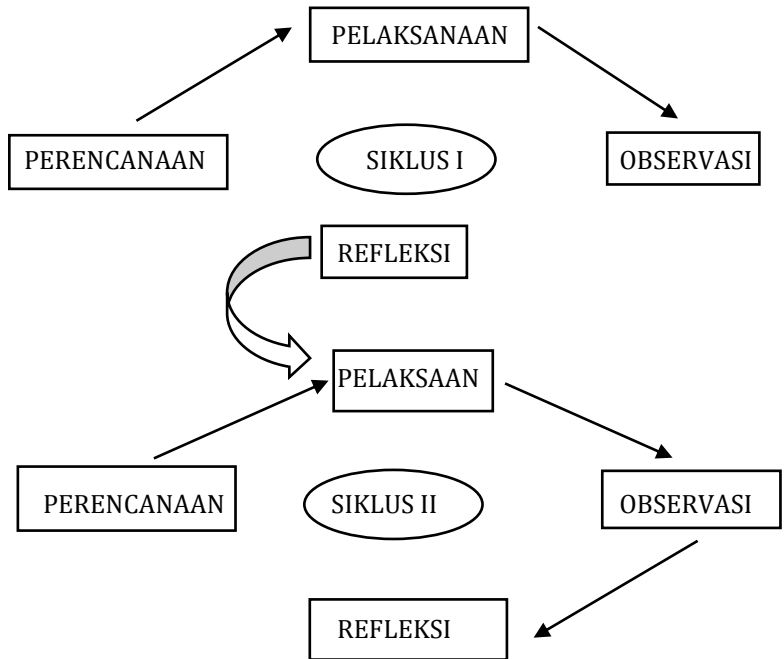 PELAKSANAAN
PERENCANAAN
SIKLUS I
OBSERVASI
REFLEKSI
PELAKSAAN
PERENCANAAN
SIKLUS II
OBSERVASI
REFLEKSI